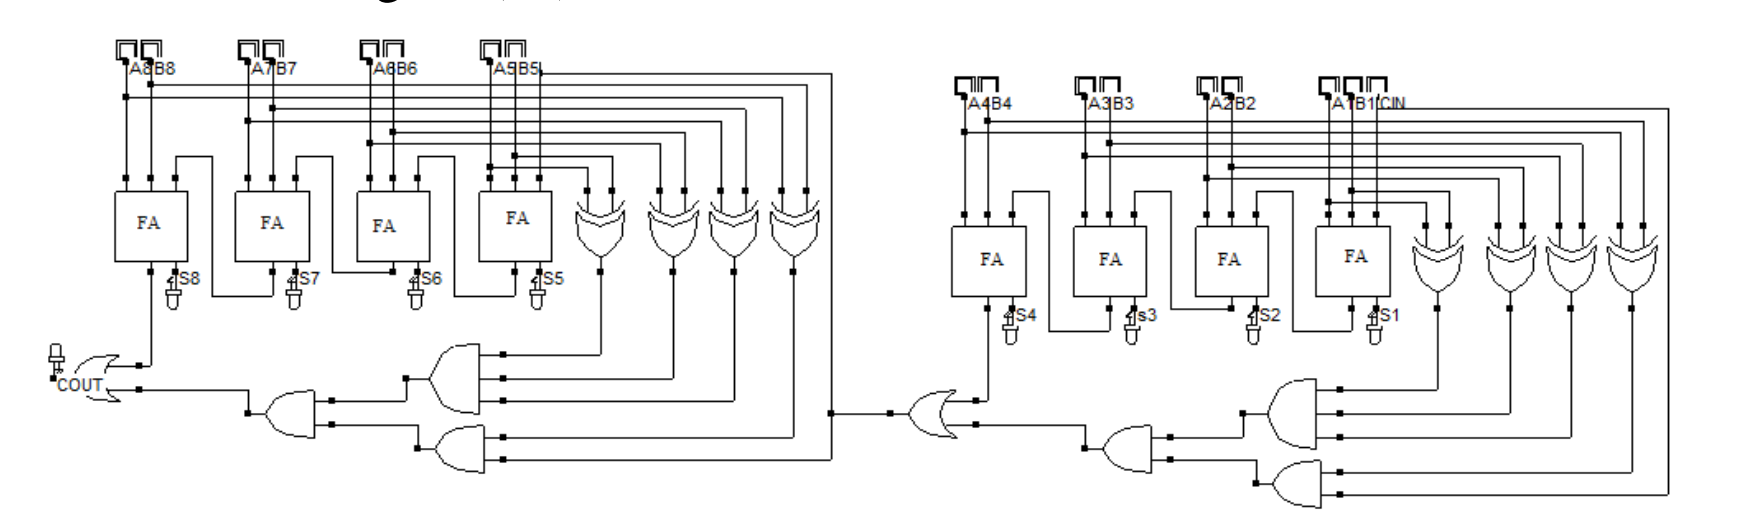 A8B8 A7B7 A6B6 A5B5
A4B4 A3B3 A2B2 A1B1CIN
FA FA FA FA
FA FA FA FA
S8 S7 S6 S5
S4 s3 S2 S1
COUT